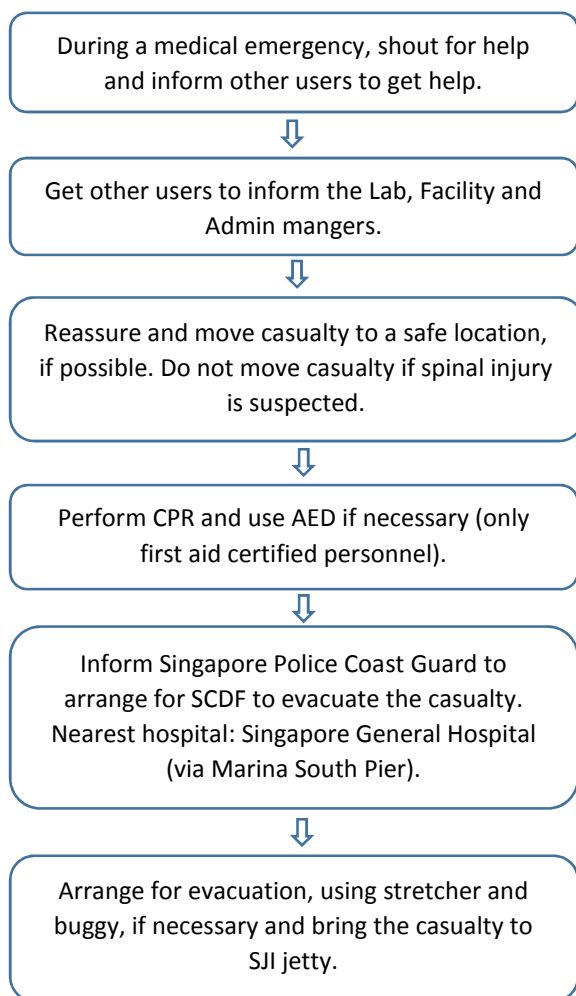 During a medical emergency, shout for help
and inform other users to get help.
Get other users to inform the Lab, Facility and
Admin mangers.
Reassure and move casualty to a safe location,
if possible. Do not move casualty if spinal injury
is suspected.
Perform CPR and use AED if necessary (only
first aid certified personnel).
Inform Singapore Police Coast Guard to
arrange for SCDF to evacuate the casualty.
Nearest hospital: Singapore General Hospital
(via Marina South Pier).
Arrange for evacuation, using stretcher and
buggy, if necessary and bring the casualty to
SJI jetty.